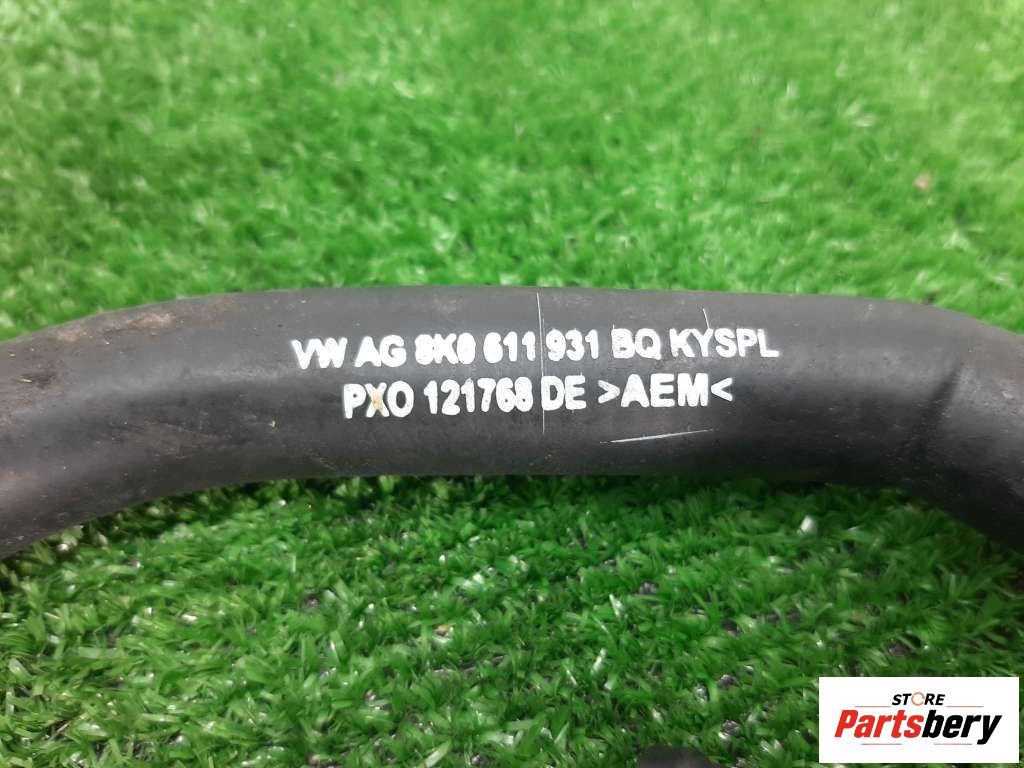 VW AG 8K0 611 931 BQ KYSPL
PXO 121768 DE >AEM<
STORE
Partsbery